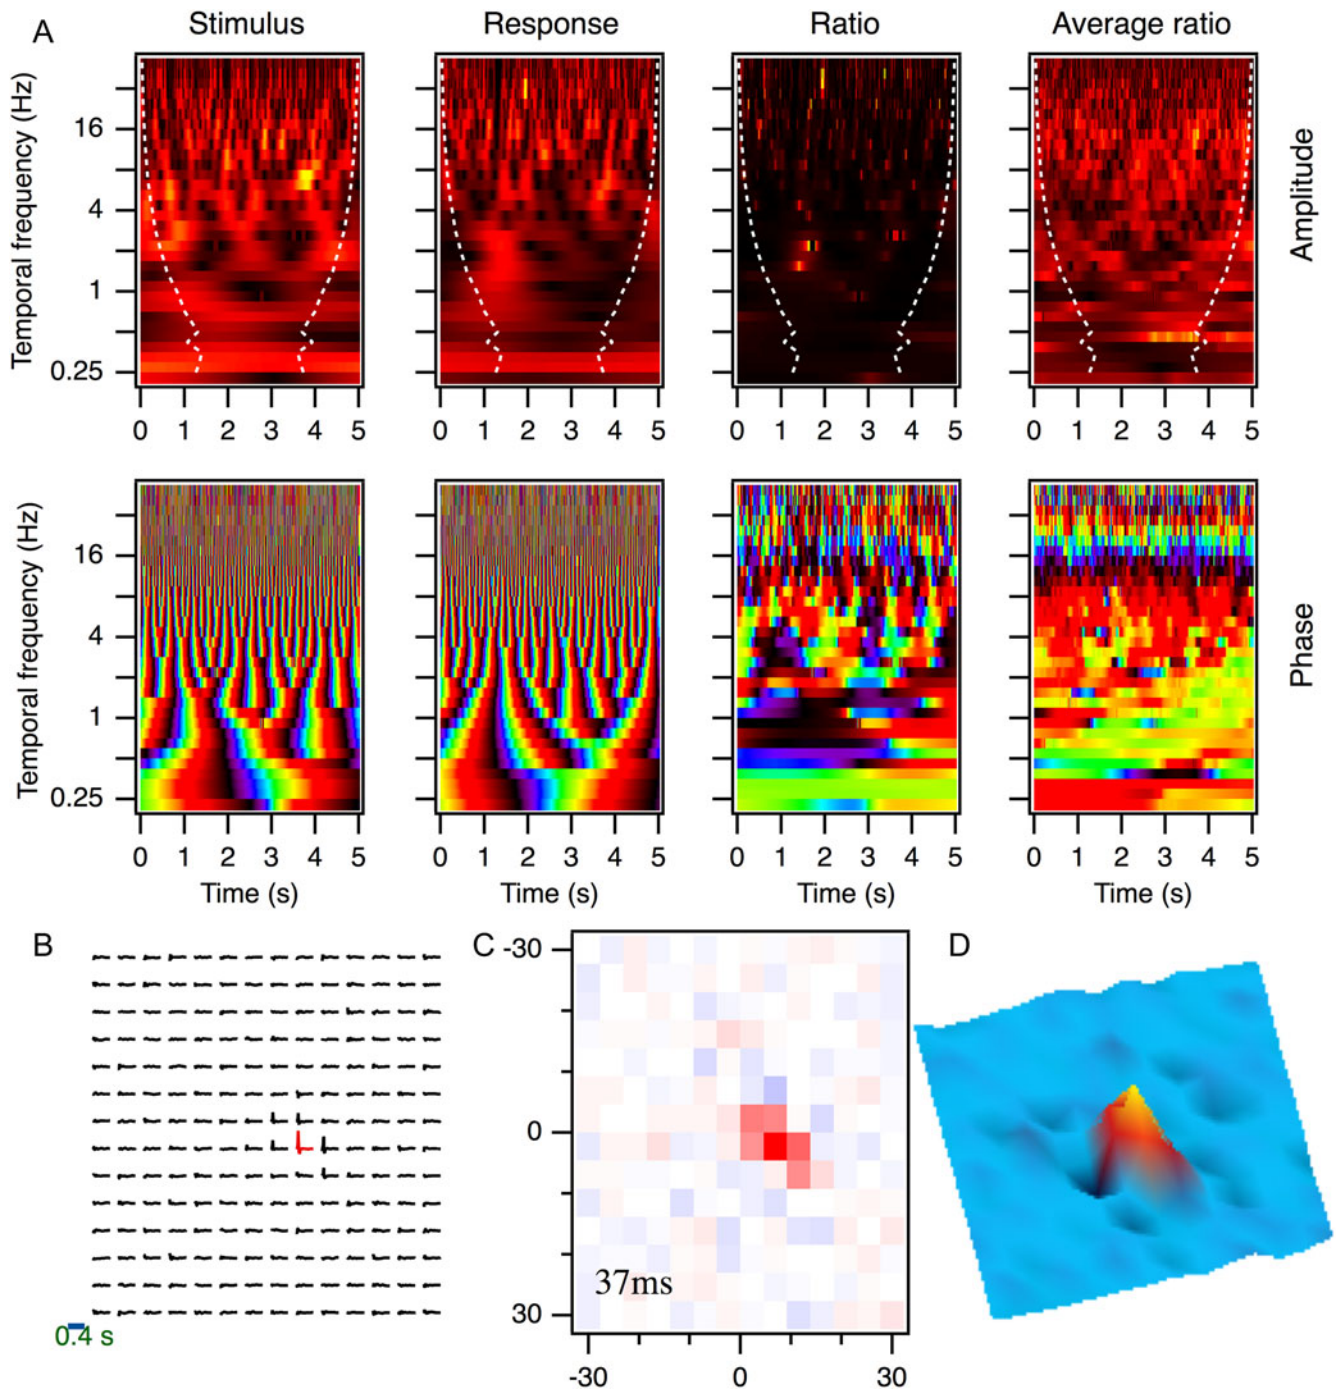 A
Stimulus
Response
Ratio
Average ratio
Temporal frequency (Hz)
16
4
1
0.25
0 1 2 3 4 5
0 1 2 3 4 5
0 1 2 3 4 5
0 1 2 3 4 5
Amplitude
Temporal frequency (Hz)
16
4
1
0.25
0 1 2 3 4 5
0 1 2 3 4 5
0 1 2 3 4 5
0 1 2 3 4 5
Time (s)
Time (s)
Time (s)
Time (s)
Phase
B
0.4 s
C
-30
0
30
37ms
-30 0 30
D